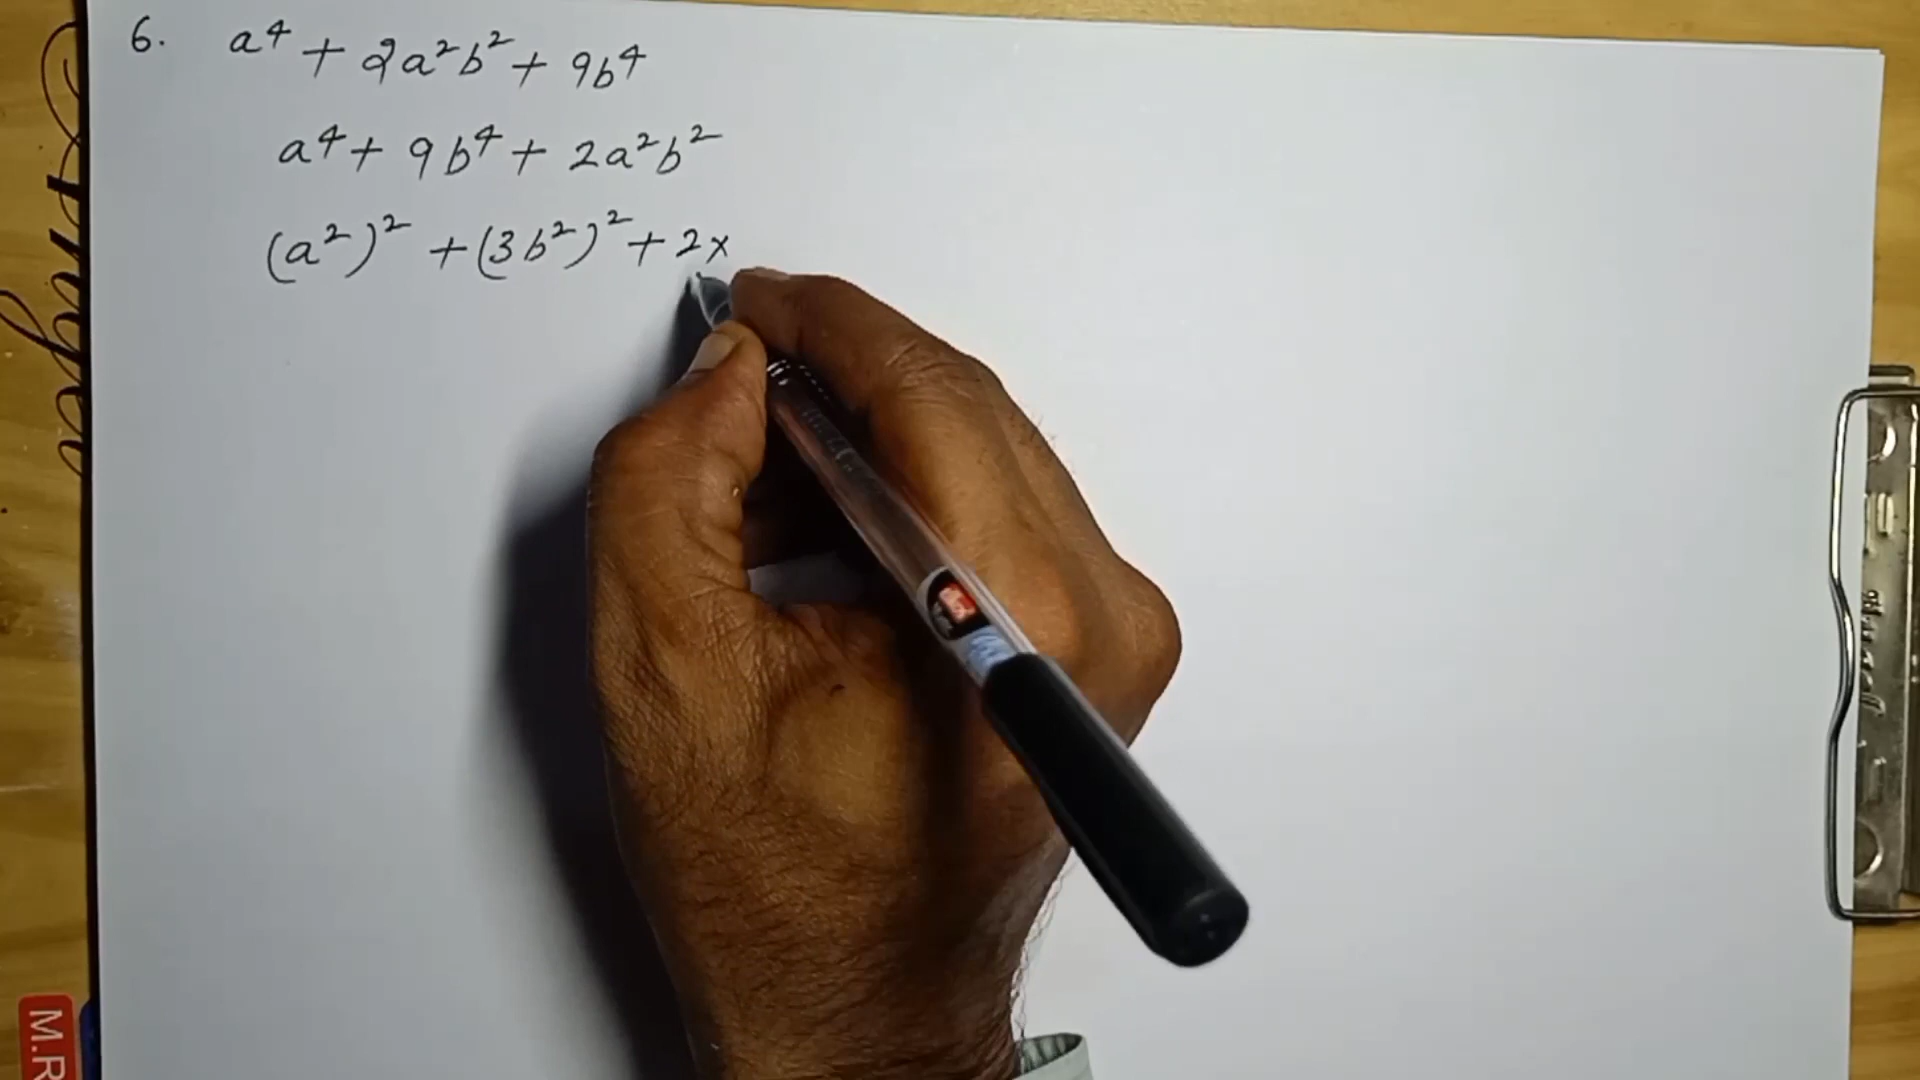 6. a⁴ + 2a²b² + 9b⁴
a⁴ + 9b⁴ + 2a²b²
(a²)² + (3b²)² + 2×
M.R